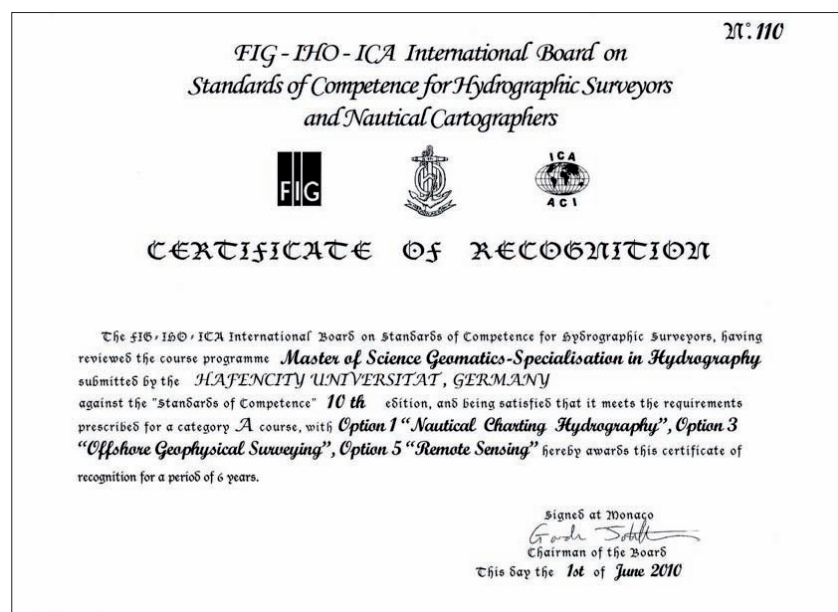 N°. 110
FIG - IHO - ICA International Board on
Standards of Competence for Hydrographic Surveyors
and Nautical Cartographers
FIG
ICA
ACI
CERTIFICATE OF RECOGNITION
The FIG, IHO, ICA International Board on Standards of Competence for Hydrographic Surveyors, having
reviewed the course programme Master of Science Geomatics-Specialisation in Hydrography
submitted by the HAFENCITY UNIVERSITAT, GERMANY
against the "Standards of Competence" 10 th edition, and being satisfied that it meets the requirements
prescribed for a category A course, with Option 1 "Nautical Charting Hydrography", Option 3
"Offshore Geophysical Surveying", Option 5 "Remote Sensing" hereby awards this certificate of
recognition for a period of 6 years.
Signed at Monaco
Chairman of the Board
This day the 1st of June 2010